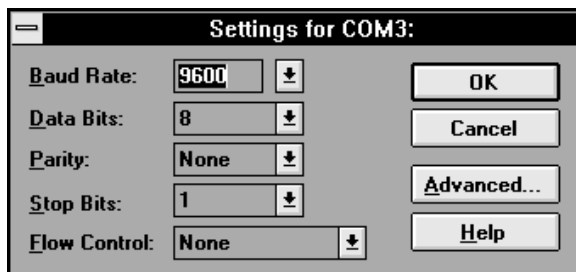 Settings for COM3:
Baud Rate: 9600
OK
Data Bits: 8
Cancel
Parity: None
Advanced...
Stop Bits: 1
Flow Control: None
Help